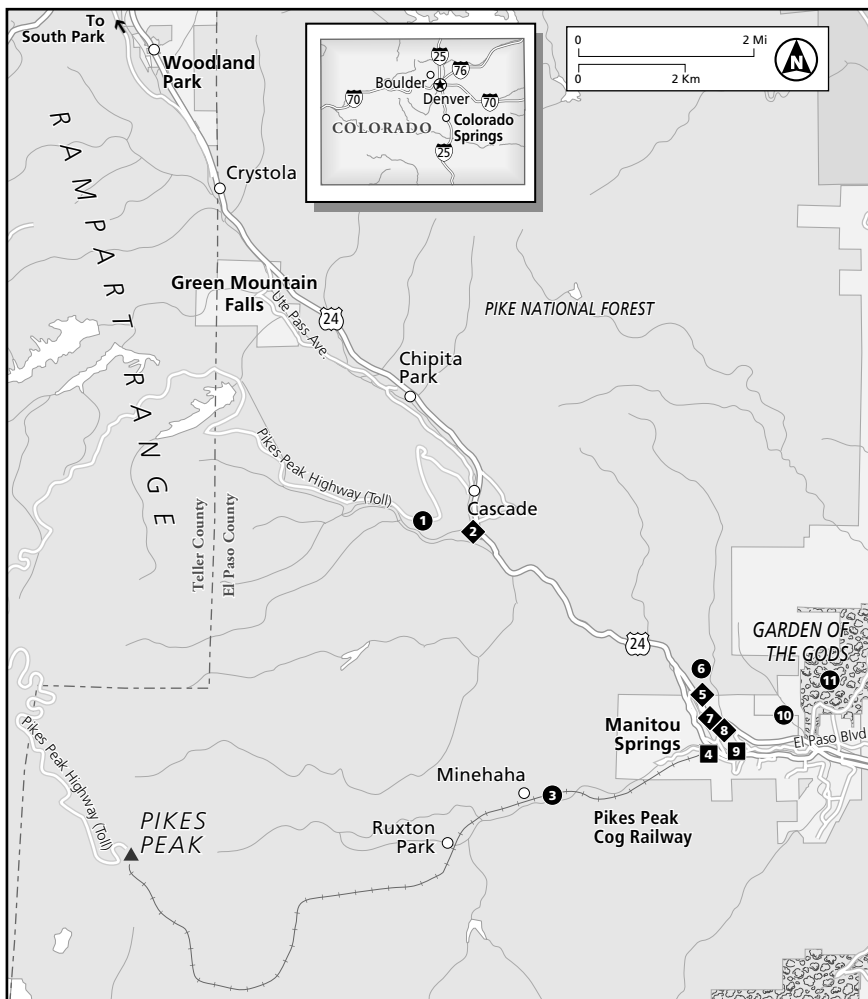 To
South Park
Woodland
Park
Crystola
RAMPART RANGE
Green Mountain
Falls
Ute Pass Ave.
24
Chipita
Park
PIKE NATIONAL FOREST
25
76
Boulder
70
Denver
70
COLORADO
Colorado
Springs
25
0 2 Mi
0 2 Km
N
Pikes Peak Highway (Toll)
Teller County
El Paso County
1
Cascade
2
24
GARDEN OF
THE GODS
11
6
5
10
7
8
Manitou
Springs
4
9
El Paso Blvd
Minehaha
3
Pikes Peak
Cog Railway
Ruxton
Park
Pikes Peak Highway (Toll)
PIKES
PEAK